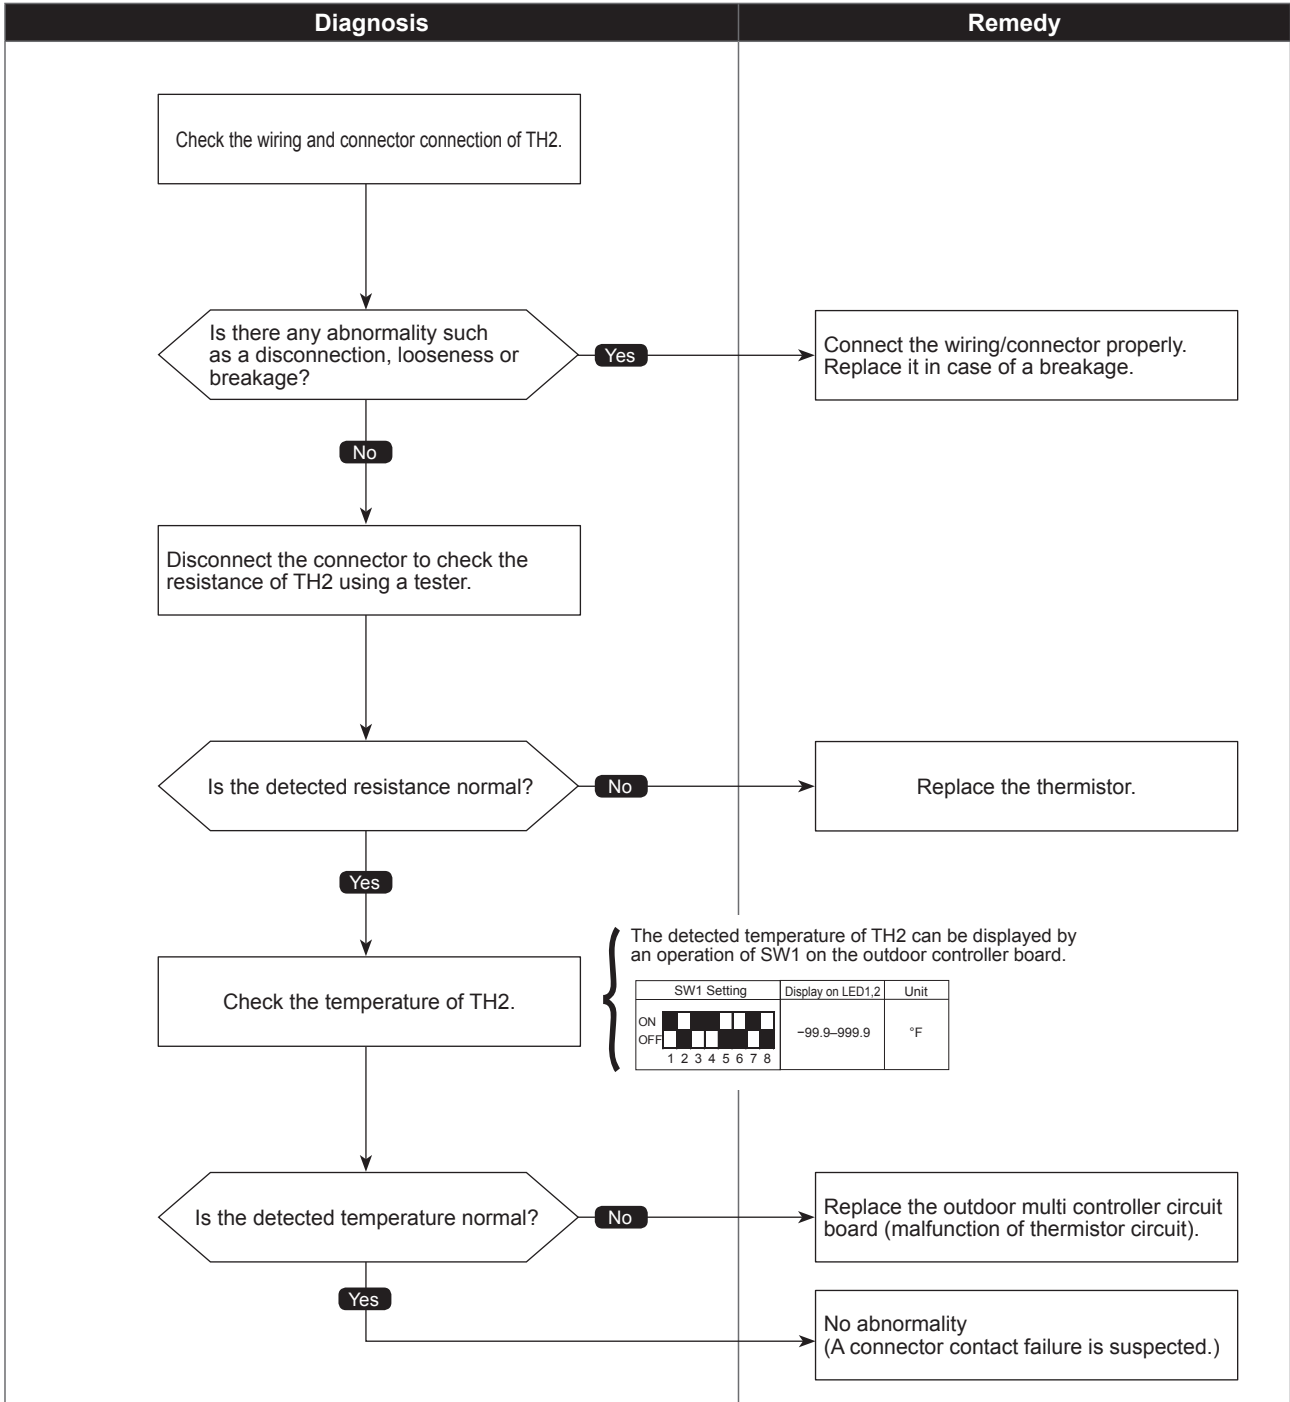 Diagnosis
Remedy
Check the wiring and connector connection of TH2.
Is there any abnormality such
as a disconnection, looseness or
breakage?
Yes
Connect the wiring/connector properly.
Replace it in case of a breakage.
No
Disconnect the connector to check the
resistance of TH2 using a tester.
Is the detected resistance normal?
No
Replace the thermistor.
Yes
Check the temperature of TH2.
The detected temperature of TH2 can be displayed by
an operation of SW1 on the outdoor controller board.
SW1 Setting
Display on LED1,2
Unit
ON
OFF
1 2 3 4 5 6 7 8
−99.9–999.9
°F
Is the detected temperature normal?
No
Replace the outdoor multi controller circuit
board (malfunction of thermistor circuit).
Yes
No abnormality
(A connector contact failure is suspected.)